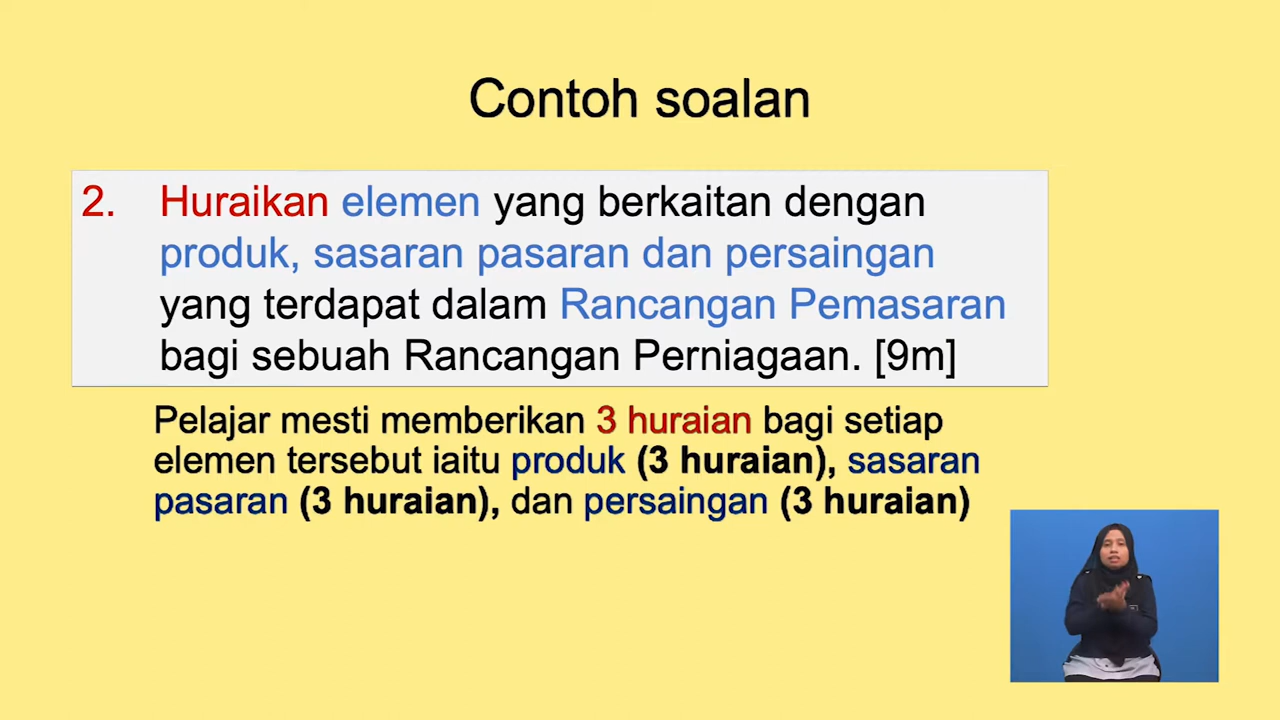 Contoh soalan
2. Huraikan elemen yang berkaitan dengan
produk, sasaran pasaran dan persaingan
yang terdapat dalam Rancangan Pemasaran
bagi sebuah Rancangan Perniagaan. [9m]
Pelajar mesti memberikan 3 huraian bagi setiap
elemen tersebut iaitu produk (3 huraian), sasaran
pasaran (3 huraian), dan persaingan (3 huraian)